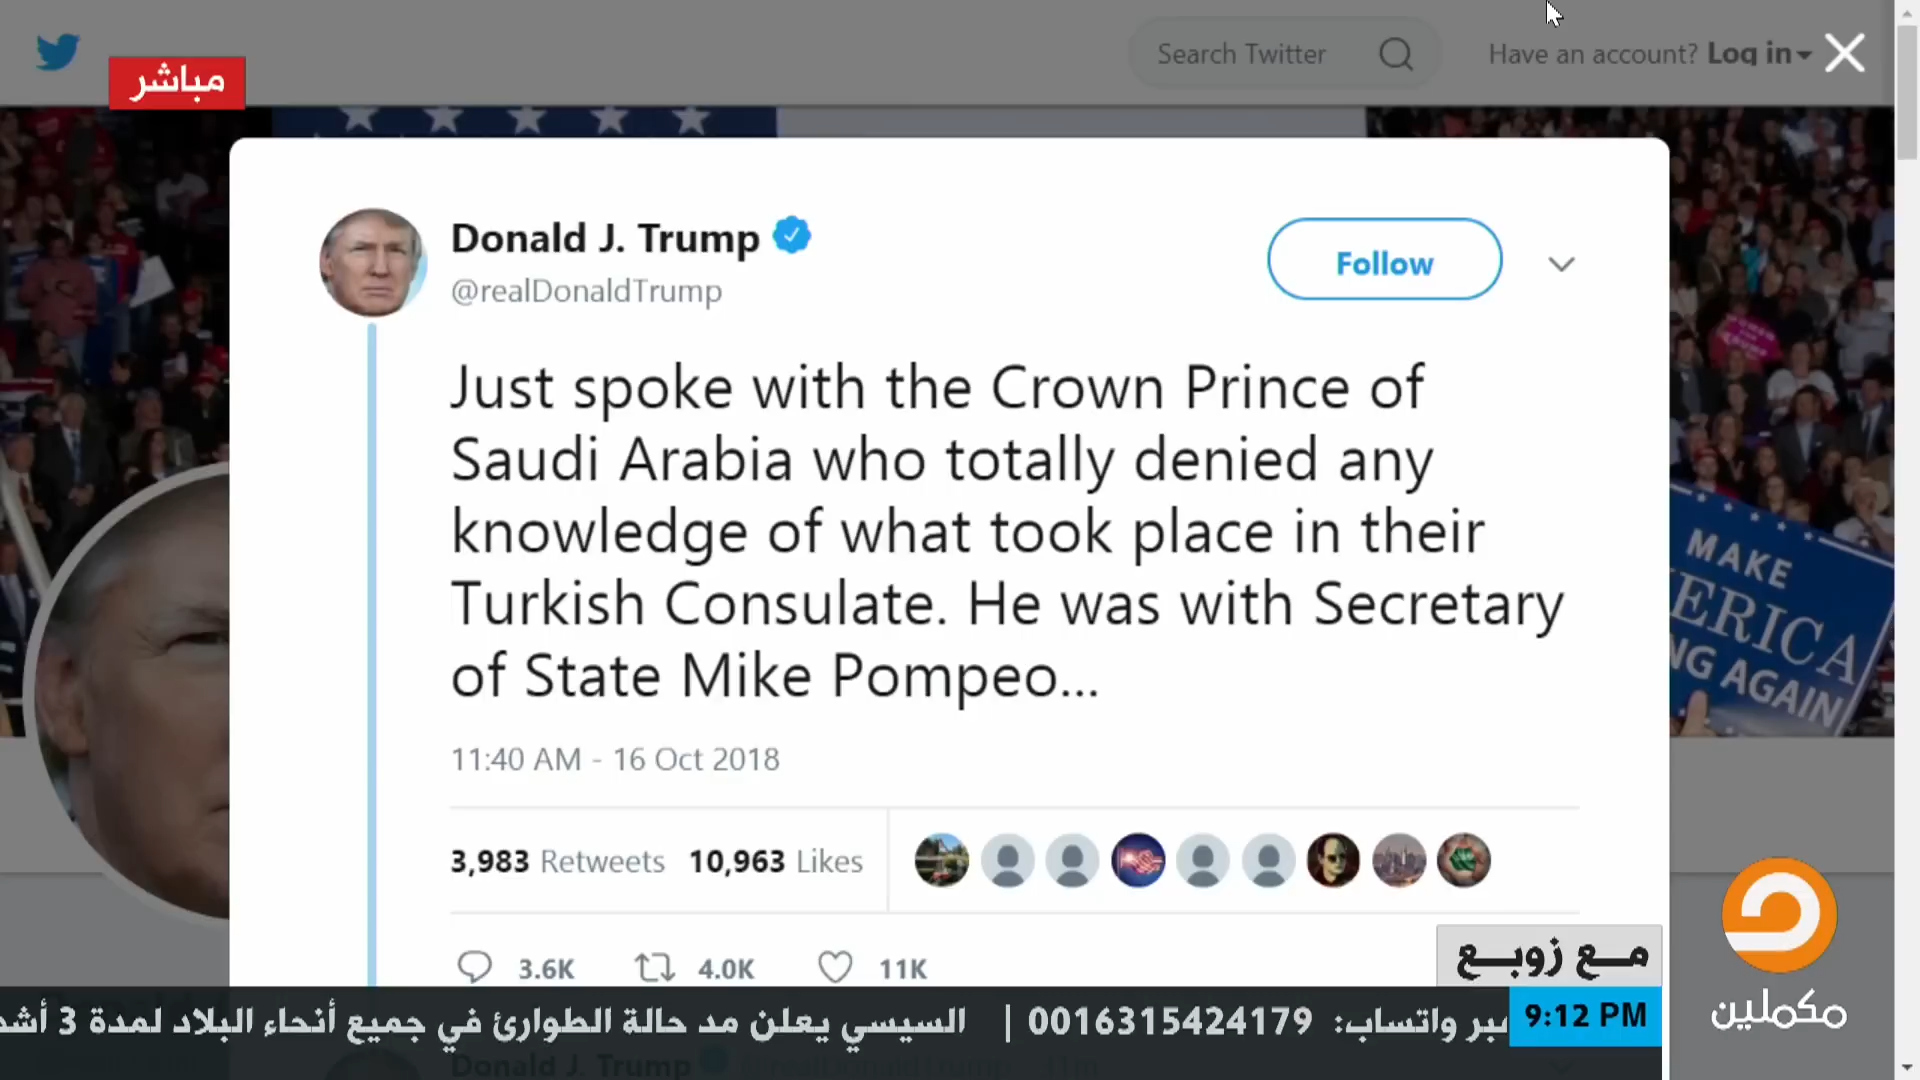 Search Twitter
Have an account? Log in
مباشر
Donald J. Trump
@realDonaldTrump
Follow
Just spoke with the Crown Prince of
Saudi Arabia who totally denied any
knowledge of what took place in their
Turkish Consulate. He was with Secretary
of State Mike Pompeo...
11:40 AM - 16 Oct 2018
3,983 Retweets 10,963 Likes
3.6K 4.0K 11K
MAKE
ERICA
NG AGAIN
مع زوبع
9:12 PM
بر واتساب: 0016315424179 | السيسي يعلن مد حالة الطوارئ في جميع أنحاء البلاد لمدة 3 أشه
مكملين
Donald J. Trump